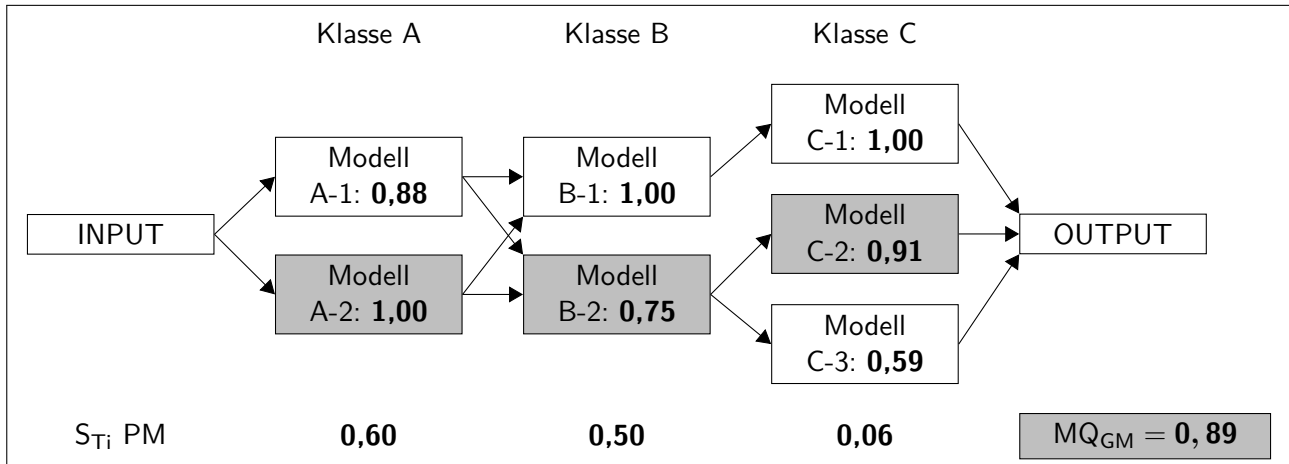 Klasse A
Klasse B
Klasse C
INPUT
Modell
A-1: 0,88
Modell
A-2: 1,00
Modell
B-1: 1,00
Modell
B-2: 0,75
Modell
C-1: 1,00
Modell
C-2: 0,91
Modell
C-3: 0,59
OUTPUT
S_Ti PM
0,60
0,50
0,06
MQ_GM = 0, 89